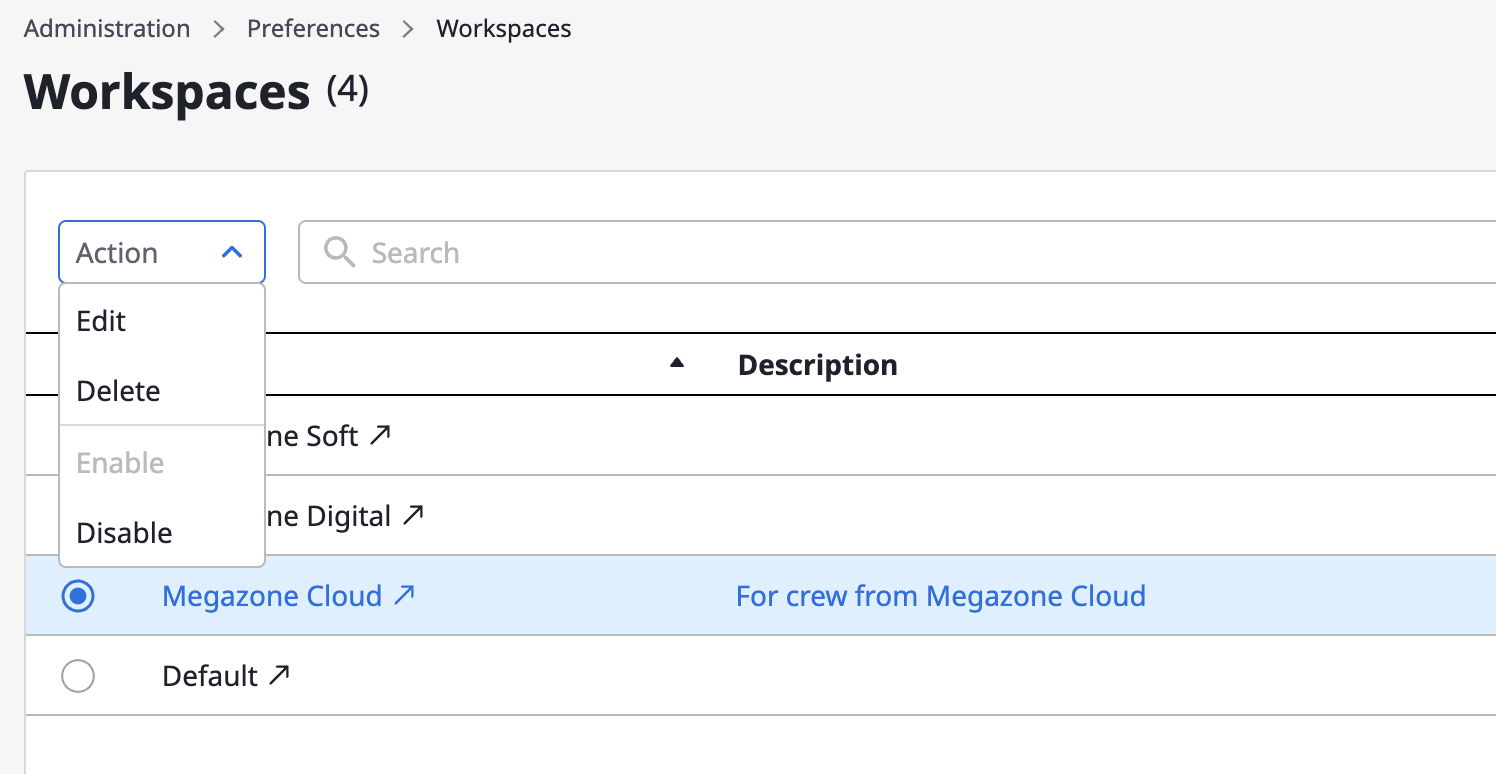 Administration > Preferences > Workspaces
Workspaces (4)
Action
Search
Edit
Delete
Enable
Disable
Description
ne Soft
ne Digital
Megazone Cloud For crew from Megazone Cloud
Default